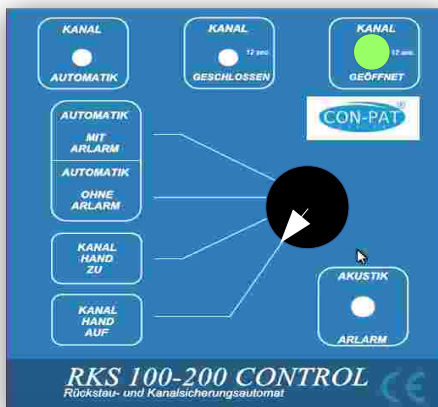 KANAL
AUTOMATIK
KANAL
12 sec.
GESCHLOSSEN
KANAL
12 sec.
GEÖFFNET
CON-PAT
®
AUTOMATIK
MIT
ARLARM
AUTOMATIK
OHNE
ARLARM
KANAL
HAND
ZU
KANAL
HAND
AUF
AKUSTIK
ARLARM
RKS 100-200 CONTROL
Rückstau- und Kanalsicherungsautomat
CE